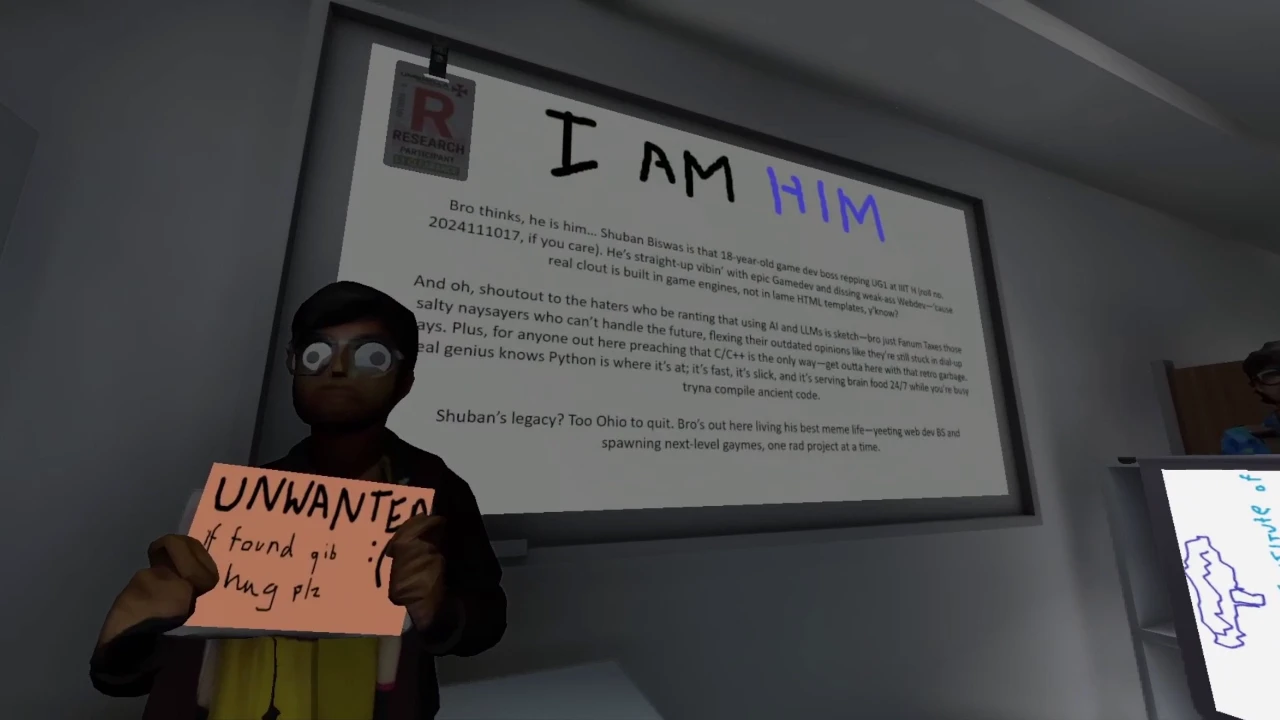 R
RESEARCH
PARTICIPANT
I AM HIM
Bro thinks, he is him... Shuban Biswas is that 18-year-old game dev boss repping UG1 at IIIT H (roll no.
2024111017, if you care). He's straight-up vibin' with epic Gamedev and dissing weak-ass Webdev—'cause
real clout is built in game engines, not in lame HTML templates, y'know?
And oh, shoutout to the haters who be ranting that using AI and LLMs is sketch—bro just Fanum Taxes those
salty naysayers who can't handle the future, flexing their outdated opinions like they're still stuck in dial-up
ays. Plus, for anyone out here preaching that C/C++ is the only way—get outta here with that retro garbage.
eal genius knows Python is where it's at; it's fast, it's slick, and it's serving brain food 24/7 while you're busy
tryna compile ancient code.
Shuban's legacy? Too Ohio to quit. Bro's out here living his best meme life—yeeting web dev BS and
spawning next-level gaymes, one rad project at a time.
UNWANTED
if found gib :(
hug plz
titute of